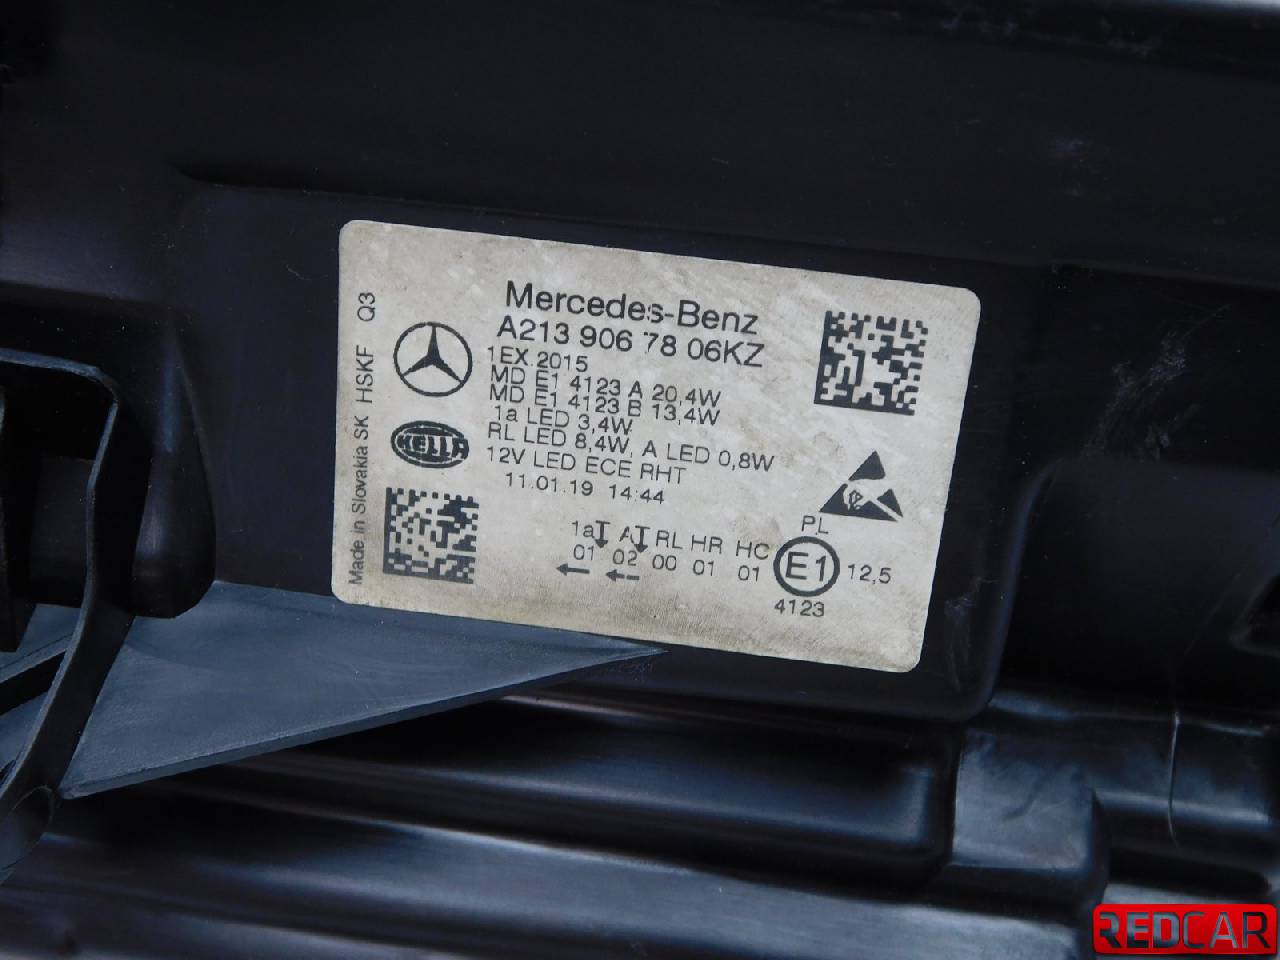 Mercedes-Benz
A213 906 78 06KZ
1EX 2015
MD E1 4123 A 20,4W
MD E1 4123 B 13,4W
1a LED 3,4W
RL LED 8,4W, A LED 0,8W
12V LED ECE RHT
11.01.19 14:44
HELLA
Made in Slovakia SK HSKF Q3
1a A RL HR HC
01 02 00 01 01
PL
E1 12,5
4123
REDCAR